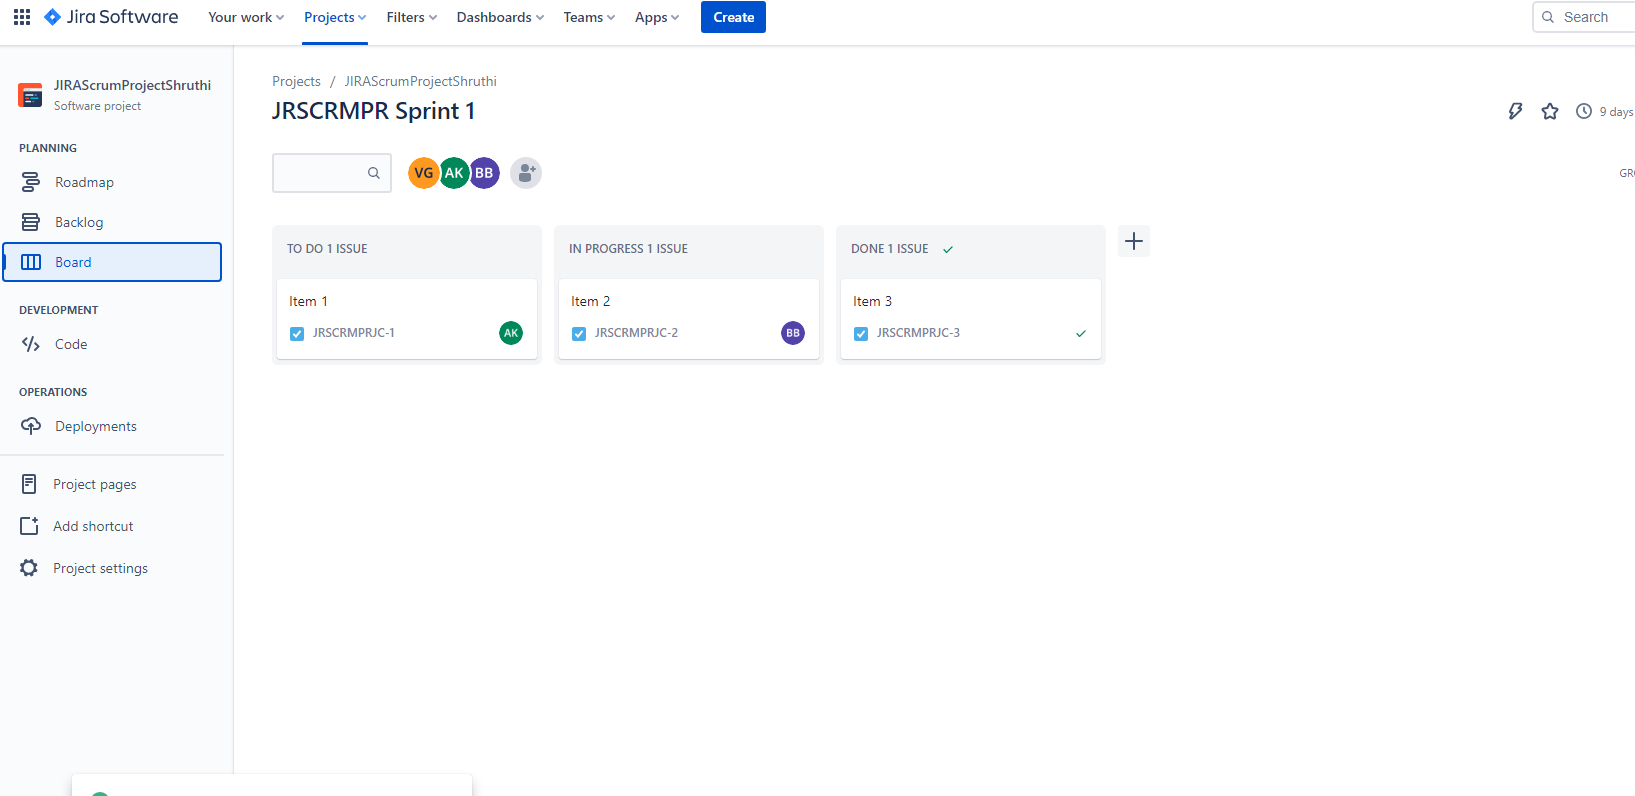 Jira Software Your work Projects Filters Dashboards Teams Apps Create Search
JIRAScrumProjectShruthi
Software project
PLANNING
Roadmap
Backlog
Board
DEVELOPMENT
Code
OPERATIONS
Deployments
Project pages
Add shortcut
Project settings
Projects / JIRAScrumProjectShruthi
JRSCRMPR Sprint 1
9 days
VG AK BB
GRO
TO DO 1 ISSUE
Item 1
JRSCRMPRJC-1 AK
IN PROGRESS 1 ISSUE
Item 2
JRSCRMPRJC-2 BB
DONE 1 ISSUE
Item 3
JRSCRMPRJC-3